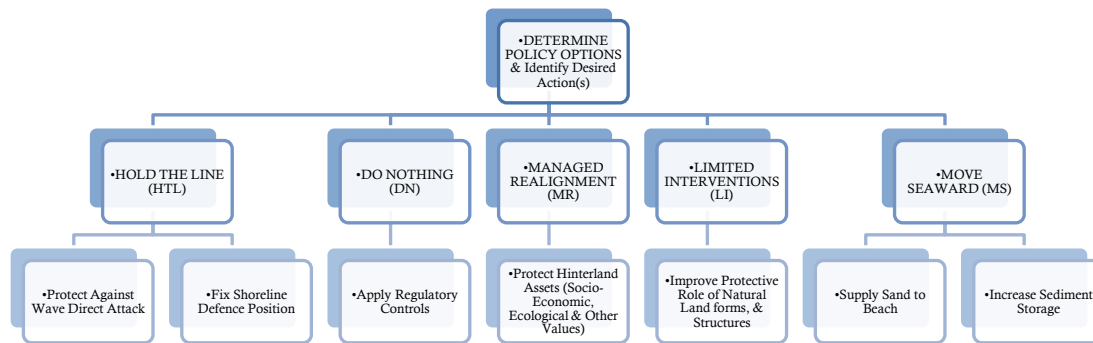 •DETERMINE
POLICY OPTIONS
& Identify Desired
Action(s)
•HOLD THE LINE
(HTL)
•DO NOTHING
(DN)
•MANAGED
REALIGNMENT
(MR)
•LIMITED
INTERVENTIONS
(LI)
•MOVE
SEAWARD (MS)
•Protect Against
Wave Direct Attack
•Fix Shoreline
Defence Position
•Apply Regulatory
Controls
•Protect Hinterland
Assets (Socio-
Economic,
Ecological & Other
Values)
•Improve Protective
Role of Natural
Land forms, &
Structures
•Supply Sand to
Beach
•Increase Sediment
Storage